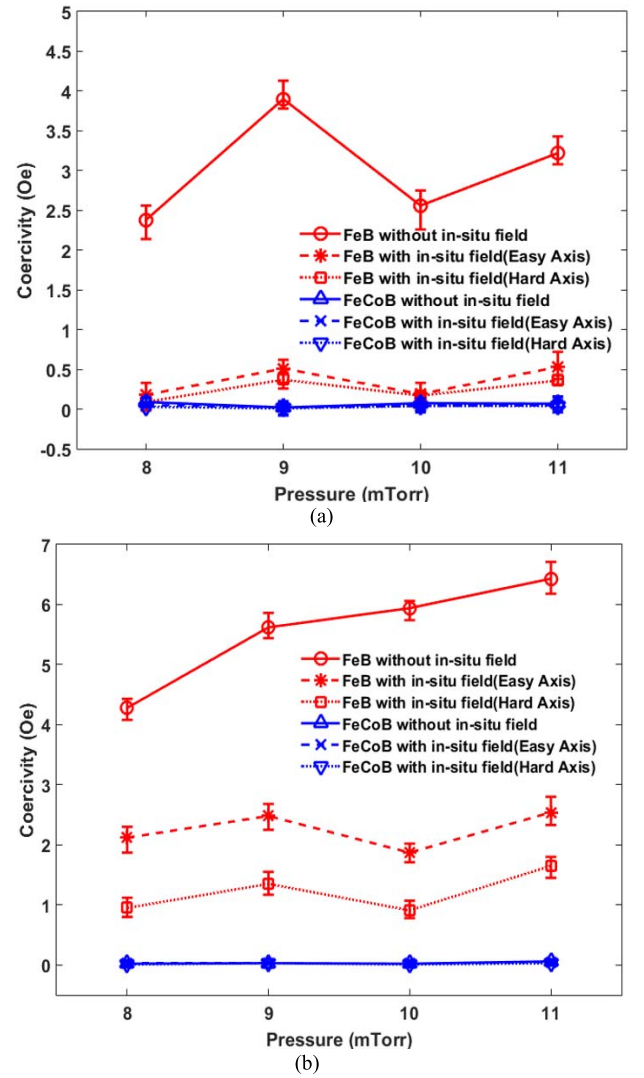 5
4.5
4
3.5
3
2.5
2
1.5
1
0.5
0
-0.5
Coercivity (Oe)
FeB without in-situ field
FeB with in-situ field(Easy Axis)
FeB with in-situ field(Hard Axis)
FeCoB without in-situ field
FeCoB with in-situ field(Easy Axis)
FeCoB with in-situ field(Hard Axis)
8 9 10 11
Pressure (mTorr)
(a)
7
6
5
4
3
2
1
0
Coercivity (Oe)
FeB without in-situ field
FeB with in-situ field(Easy Axis)
FeB with in-situ field(Hard Axis)
FeCoB without in-situ field
FeCoB with in-situ field(Easy Axis)
FeCoB with in-situ field(Hard Axis)
8 9 10 11
Pressure (mTorr)
(b)